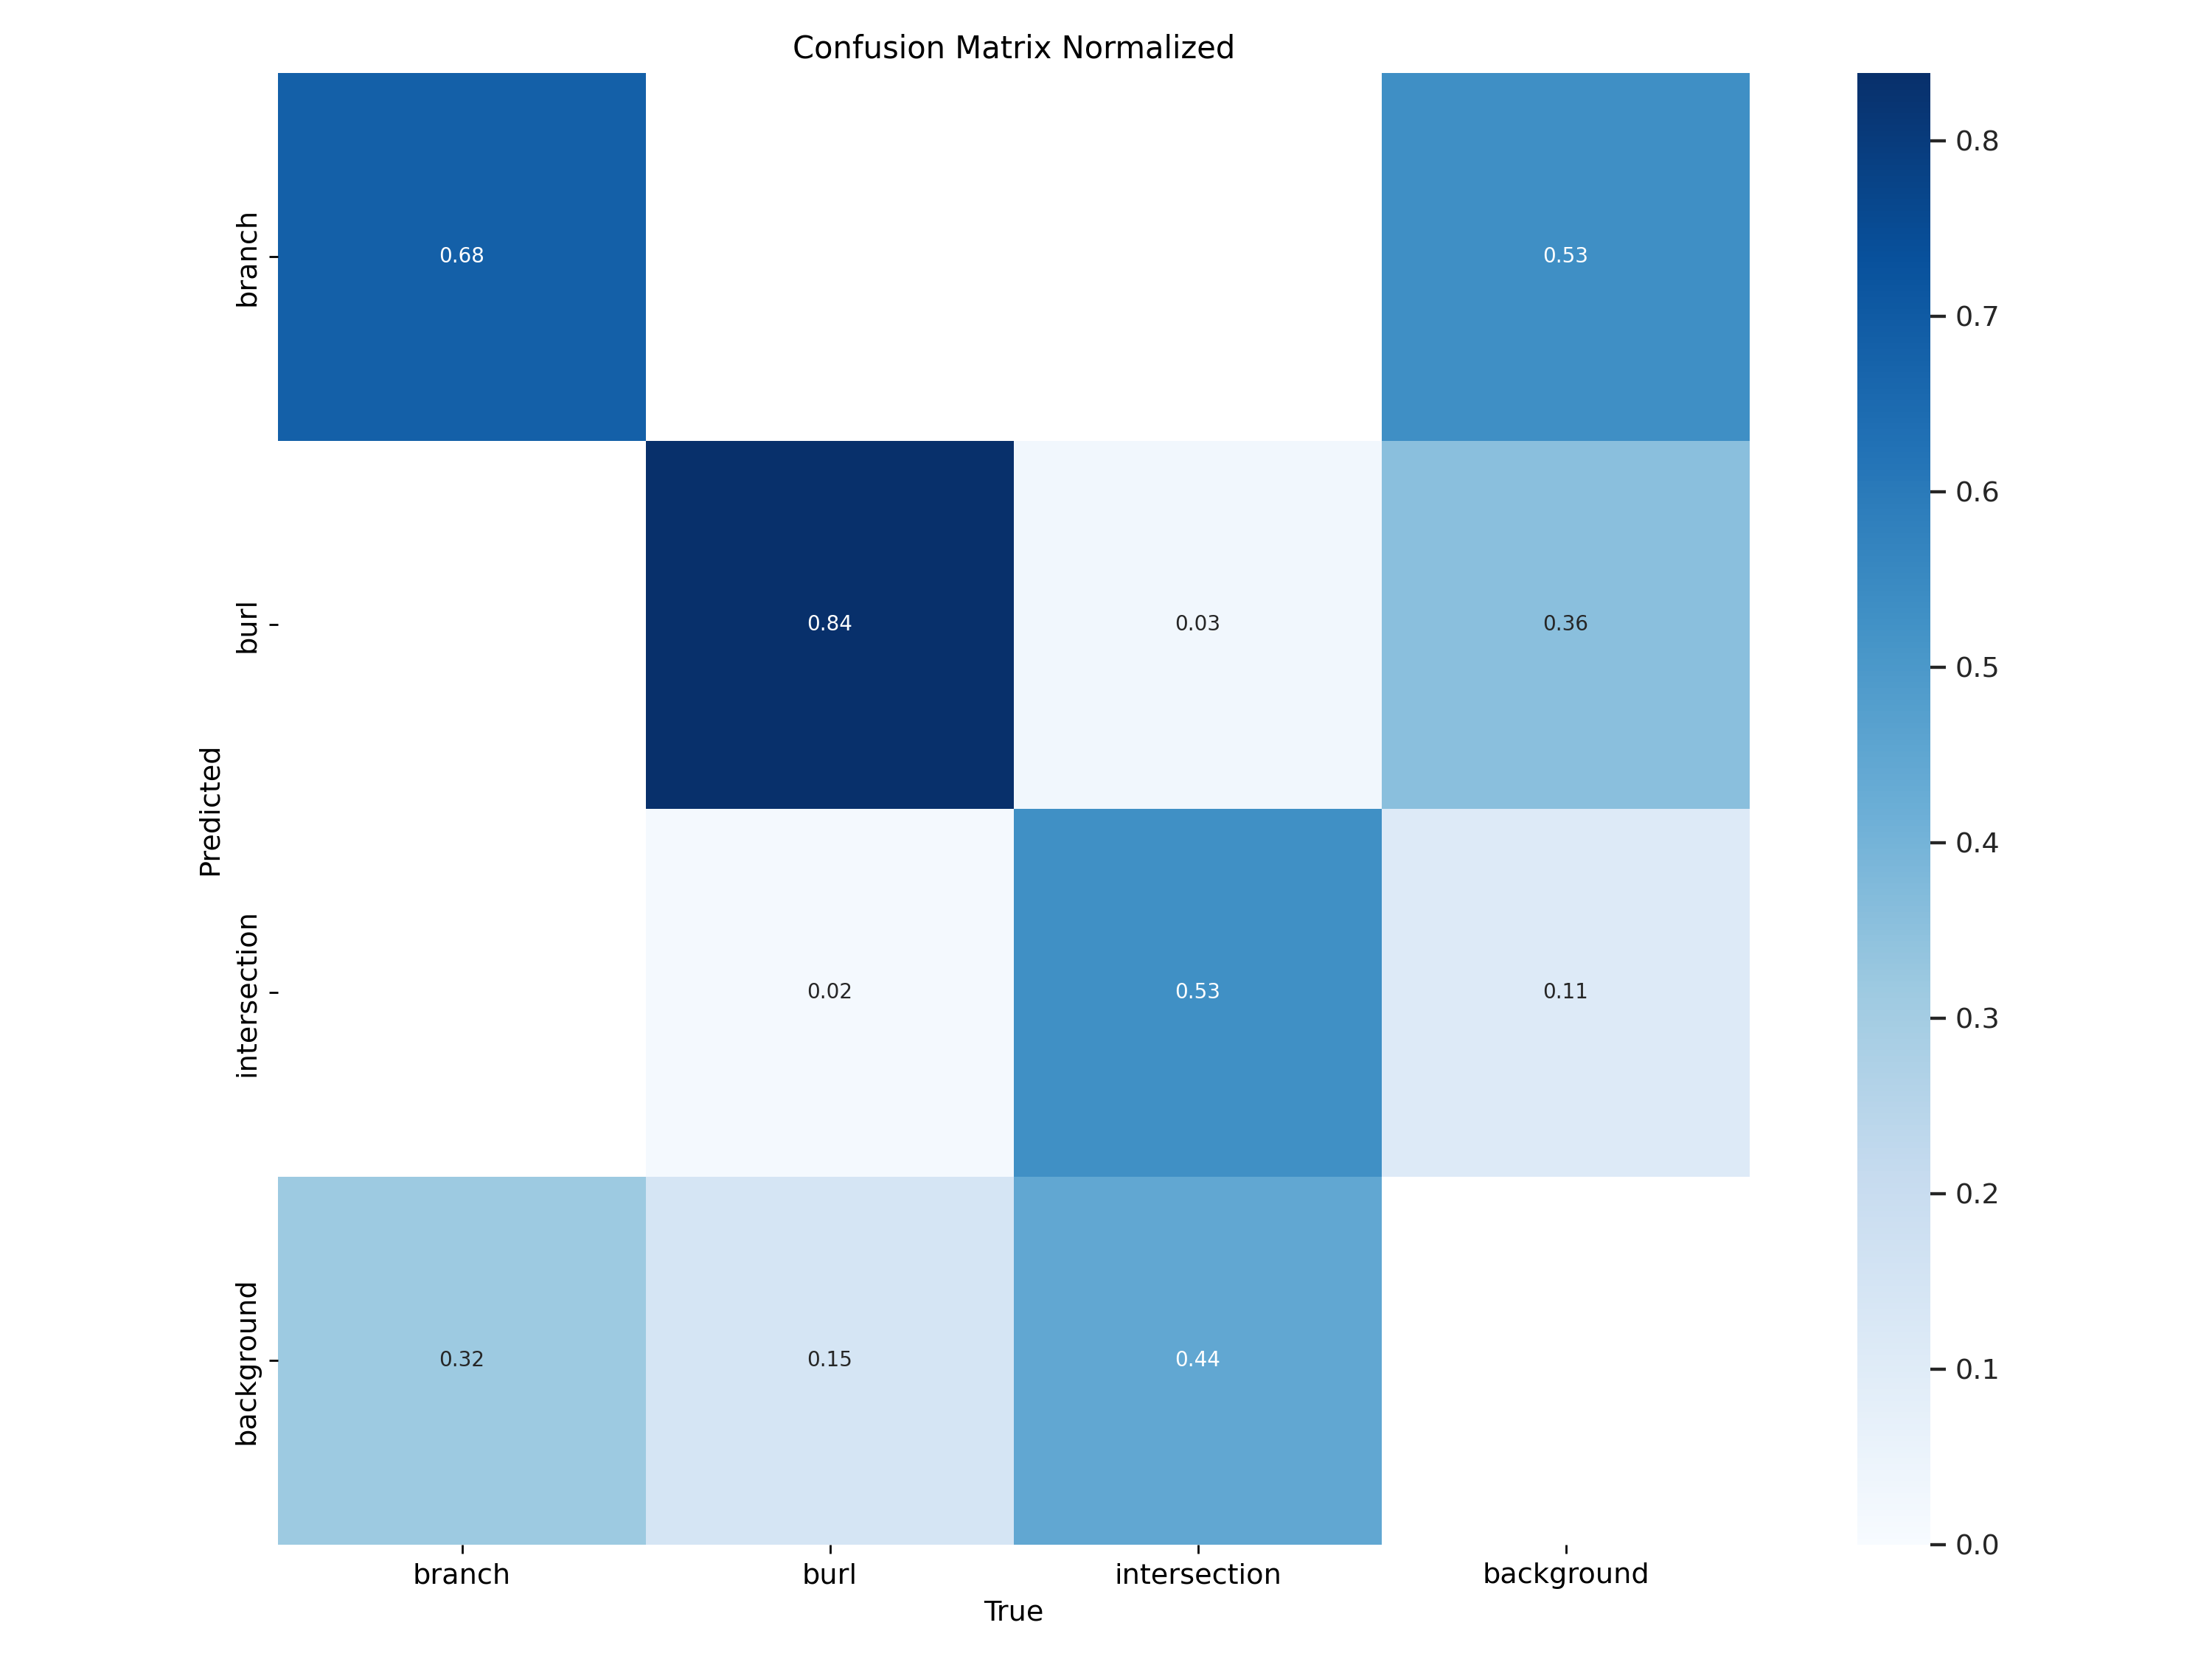 Confusion Matrix Normalized
branch
0.68
0.53
0.8
0.7
burl
0.84
0.03
0.36
0.6
0.5
Predicted
0.4
intersection
0.02
0.53
0.11
0.3
background
0.32
0.15
0.44
0.2
0.1
0.0
branch
burl
intersection
background
True